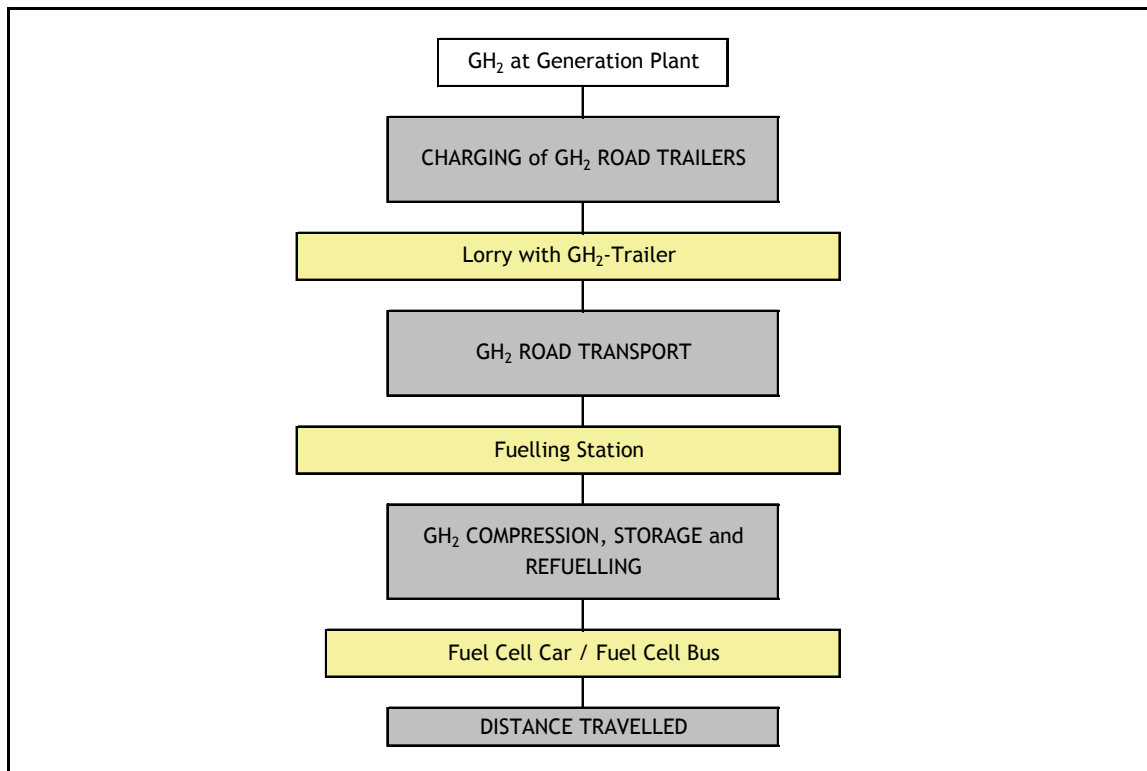 GH₂ at Generation Plant
CHARGING of GH₂ ROAD TRAILERS
Lorry with GH₂-Trailer
GH₂ ROAD TRANSPORT
Fuelling Station
GH₂ COMPRESSION, STORAGE and
REFUELLING
Fuel Cell Car / Fuel Cell Bus
DISTANCE TRAVELLED